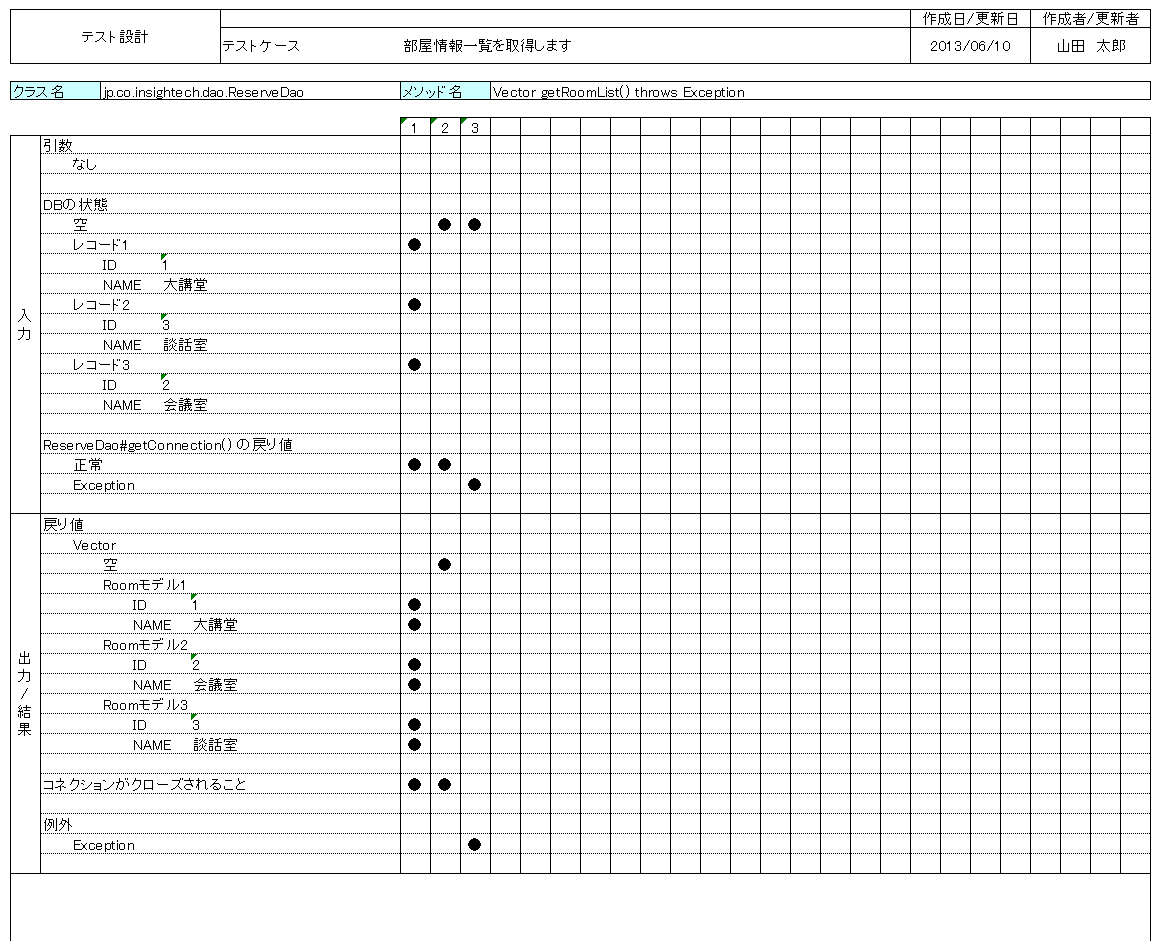 テスト設計
作成日/更新日 作成者/更新者
テストケース 部屋情報一覧を取得します 2013/06/10 山田 太郎
クラス名 jp.co.insightech.dao.ReserveDao メソッド名 Vector getRoomList() throws Exception
1 2 3
入力
引数
なし
DBの状態
空 ● ●
レコード1 ●
ID 1
NAME 大講堂
レコード2 ●
ID 3
NAME 談話室
レコード3 ●
ID 2
NAME 会議室
ReserveDao#getConnection()の戻り値
正常 ● ●
Exception ●
出力/結果
戻り値
Vector
空 ●
Roomモデル1
ID 1 ●
NAME 大講堂 ●
Roomモデル2
ID 2 ●
NAME 会議室 ●
Roomモデル3
ID 3 ●
NAME 談話室 ●
コネクションがクローズされること ● ●
例外
Exception ●